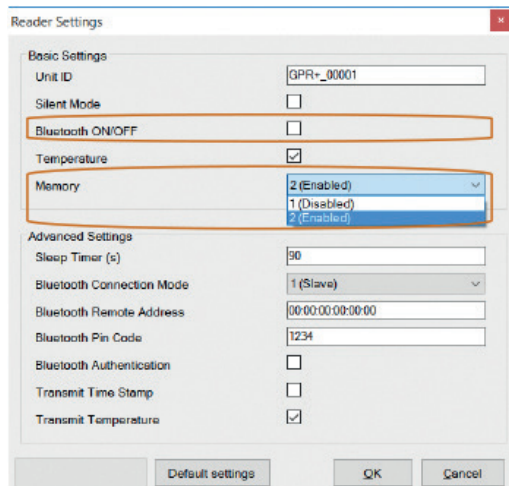 Reader Settings
×
Basic Settings
Unit ID GPR+_00001
Silent Mode
Bluetooth ON/OFF
Temperature
Memory 2 (Enabled)
1 (Disabled)
2 (Enabled)
Advanced Settings
Sleep Timer (s) 90
Bluetooth Connection Mode 1 (Slave)
Bluetooth Remote Address 00:00:00:00:00:00
Bluetooth Pin Code 1234
Bluetooth Authentication
Transmit Time Stamp
Transmit Temperature
Default settings OK Cancel